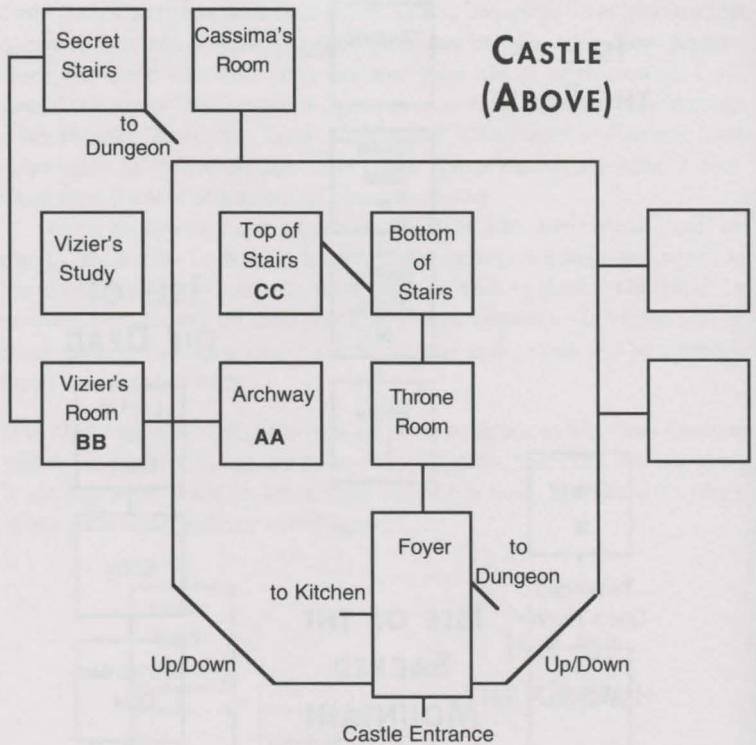 Secret
Stairs
Cassima's
Room
CASTLE
(ABOVE)
to
Dungeon
Vizier's
Study
Top of
Stairs
CC
Bottom
of
Stairs
Vizier's
Room
BB
Archway
AA
Throne
Room
Foyer
to
Dungeon
to Kitchen
Up/Down
Up/Down
Castle Entrance